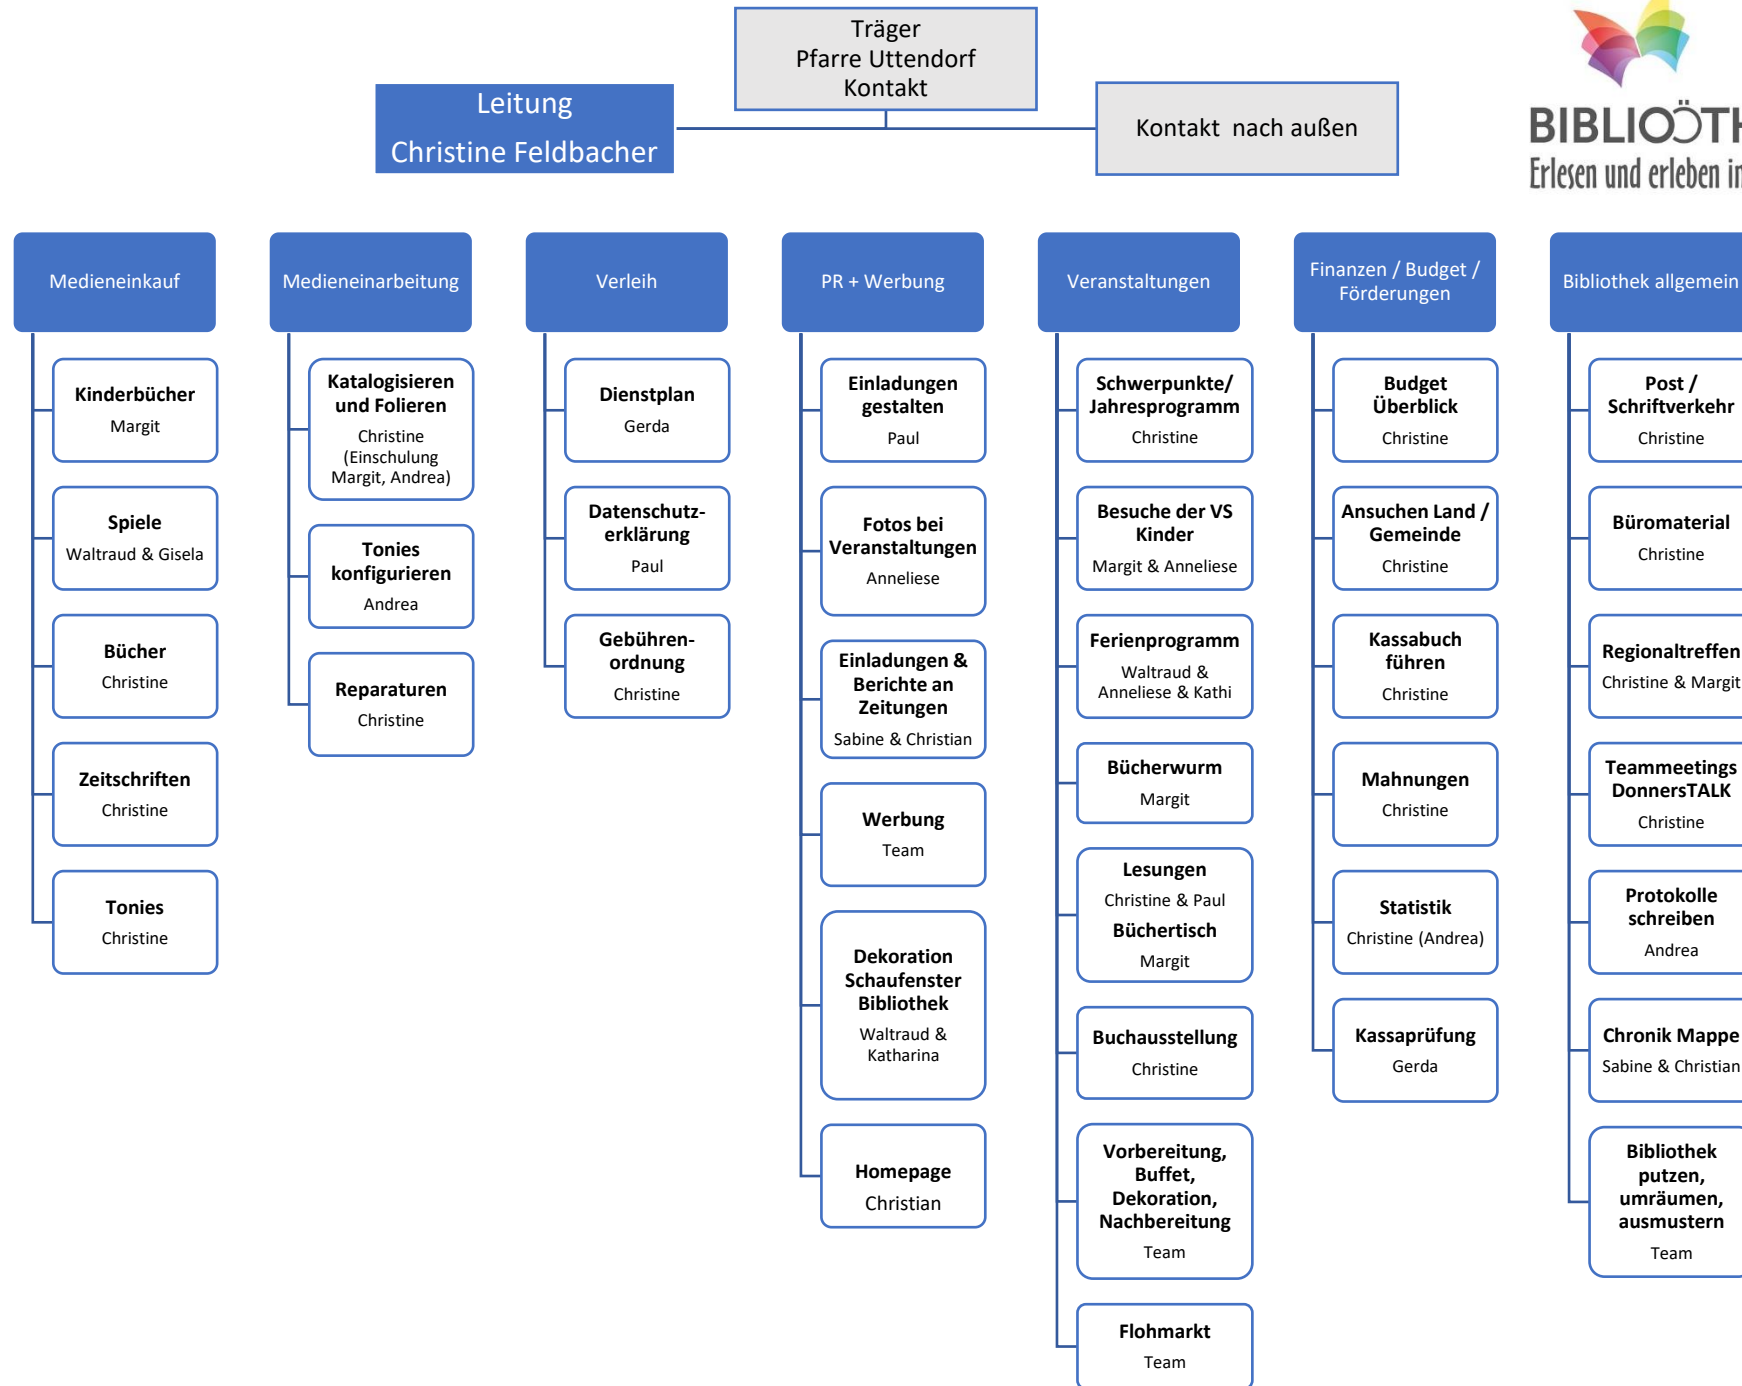 Träger
Pfarre Uttendorf
Kontakt
Leitung
Christine Feldbacher
Kontakt nach außen
Erlesen und erleben
Medieneinkauf
Kinderbücher
Margit
Spiele
Waltraud & Gisela
Bücher
Christine
Zeitschriften
Christine
Tonies
Christine
Medieneinarbeitung
Katalogisieren
und Folieren
Christine
(Einschulung
Margit, Andrea)
Tonies
konfigurieren
Andrea
Reparaturen
Christine
Verleih
Dienstplan
Gerda
Datenschutz-
erklärung
Paul
Gebühren-
ordnung
Christine
PR + Werbung
Einladungen
gestalten
Paul
Fotos bei
Veranstaltungen
Anneliese
Einladungen &
Berichte an
Zeitungen
Sabine & Christian
Werbung
Team
Dekoration
Schaufenster
Bibliothek
Waltraud &
Katharina
Homepage
Christian
Veranstaltungen
Schwerpunkte/
Jahresprogramm
Christine
Besuche der VS
Kinder
Margit & Anneliese
Ferienprogramm
Waltraud &
Anneliese & Kathi
Bücherwurm
Margit
Lesungen
Christine & Paul
Büchertisch
Margit
Buchausstellung
Christine
Vorbereitung,
Buffet,
Dekoration,
Nachbereitung
Team
Flohmarkt
Team
Finanzen / Budget /
Förderungen
Budget
Überblick
Christine
Ansuchen Land /
Gemeinde
Christine
Kassabuch
führen
Christine
Mahnungen
Christine
Statistik
Christine (Andrea)
Kassaprüfung
Gerda
Bibliothek allgemein
Post /
Schriftverkehr
Christine
Büromaterial
Christine
Regionaltreffen
Christine & Margit
Teammeetings
DonnersTALK
Christine
Protokolle
schreiben
Andrea
Chronik Mappe
Sabine & Christian
Bibliothek
putzen,
umräumen,
ausmustern
Team